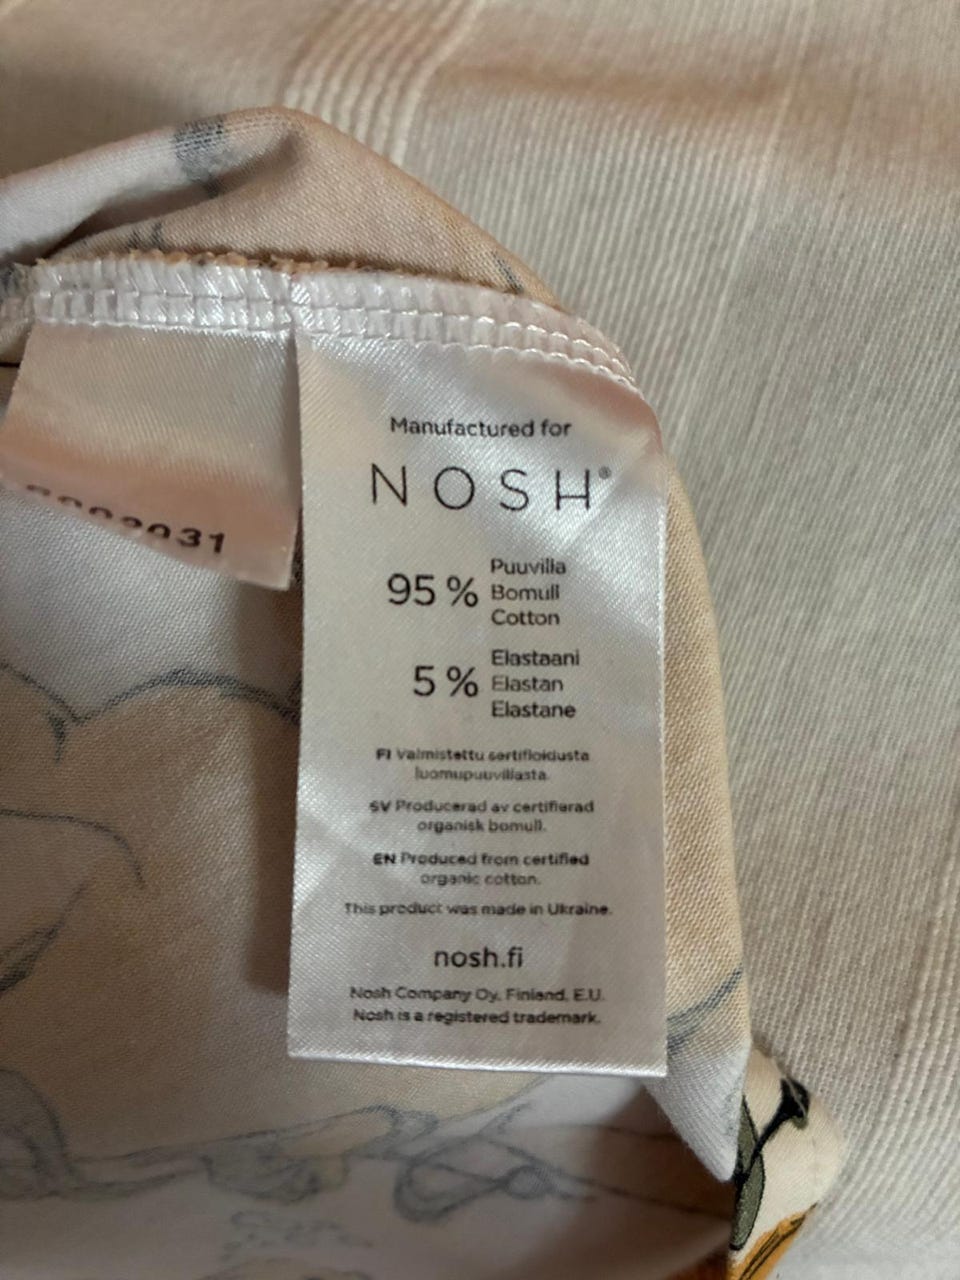 Manufactured for
NOSH®
95 % Puuvilla
Bomull
Cotton
5 % Elastaani
Elastan
Elastane
FI Valmistettu sertifioidusta
luomupuuvillasta.
SV Producerad av certifierad
organisk bomull.
EN Produced from certified
organic cotton.
This product was made in Ukraine.
nosh.fi
Nosh Company Oy, Finland, E.U.
Nosh is a registered trademark.